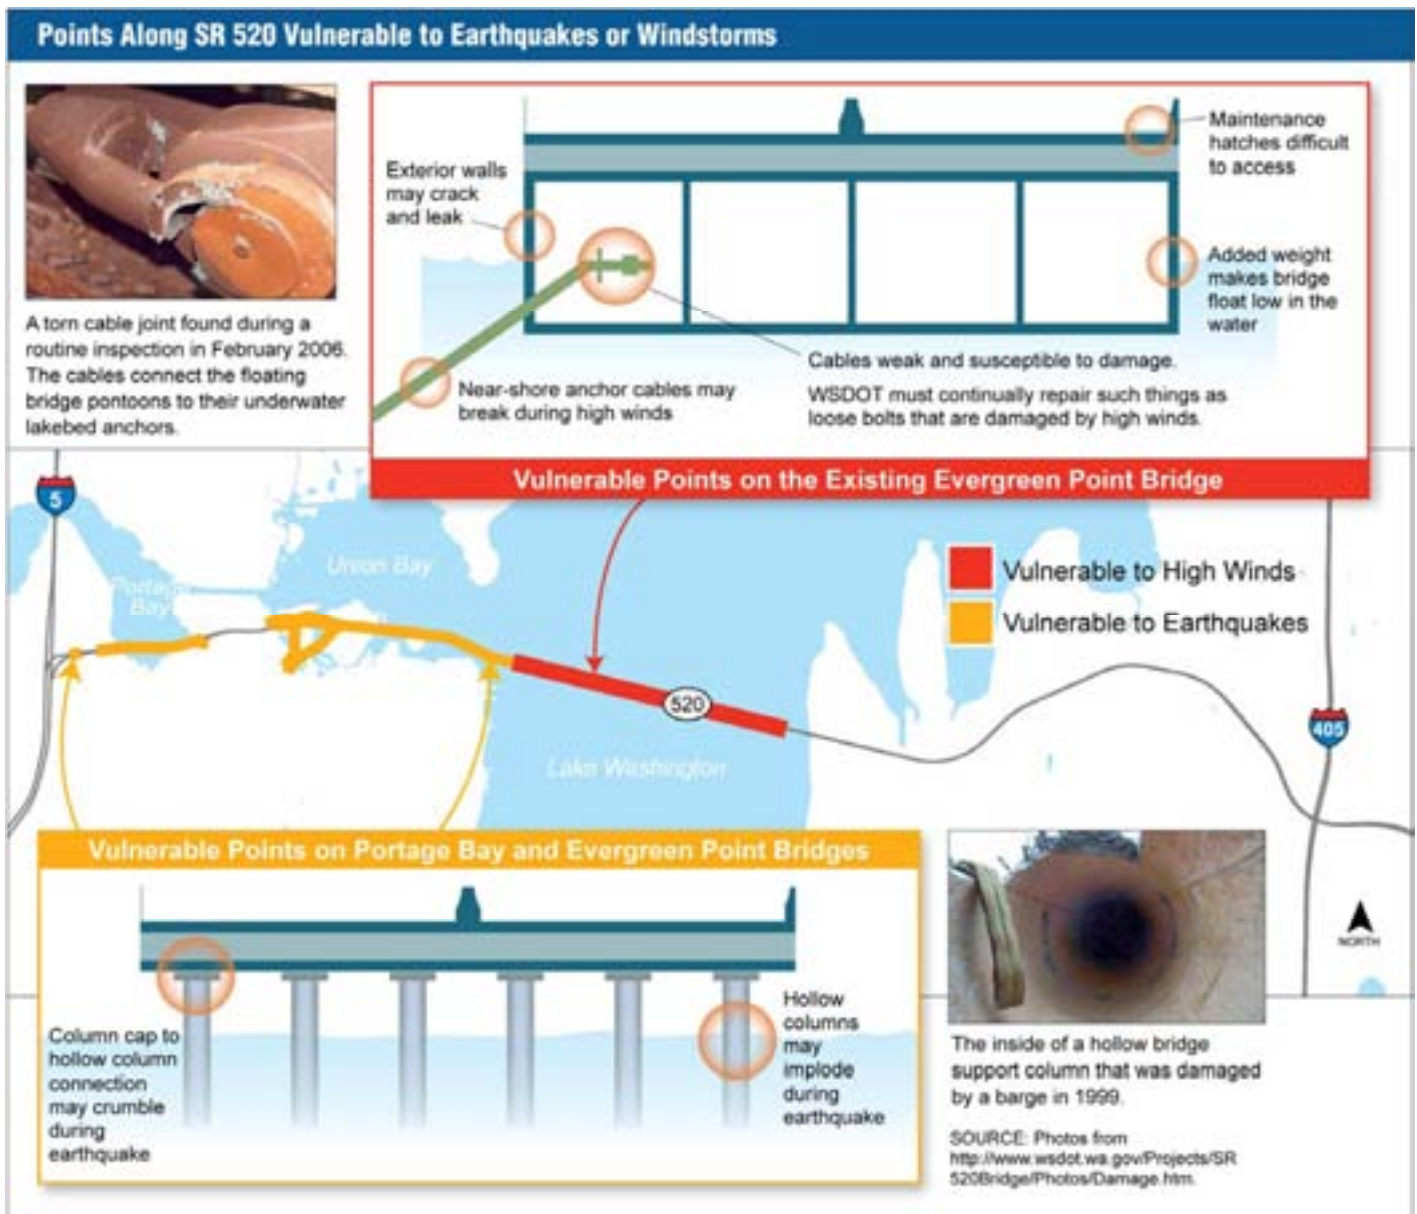 Points Along SR 520 Vulnerable to Earthquakes or Windstorms
A torn cable joint found during a
routine inspection in February 2006.
The cables connect the floating
bridge pontoons to their underwater
lakebed anchors.
Exterior walls
may crack
and leak
Maintenance
hatches difficult
to access
Added weight
makes bridge
float low in the
water
Near-shore anchor cables may
break during high winds
Cables weak and susceptible to damage.
WSDOT must continually repair such things as
loose bolts that are damaged by high winds.
Vulnerable Points on the Existing Evergreen Point Bridge
5
Portage
Bay
Union Bay
Vulnerable to High Winds
Vulnerable to Earthquakes
520
405
Lake Washington
Vulnerable Points on Portage Bay and Evergreen Point Bridges
Column cap to
hollow column
connection
may crumble
during
earthquake
Hollow
columns
may
implode
during
earthquake
NORTH
The inside of a hollow bridge
support column that was damaged
by a barge in 1999.
SOURCE: Photos from
http://www.wsdot.wa.gov/Projects/SR
520Bridge/Photos/Damage.htm.